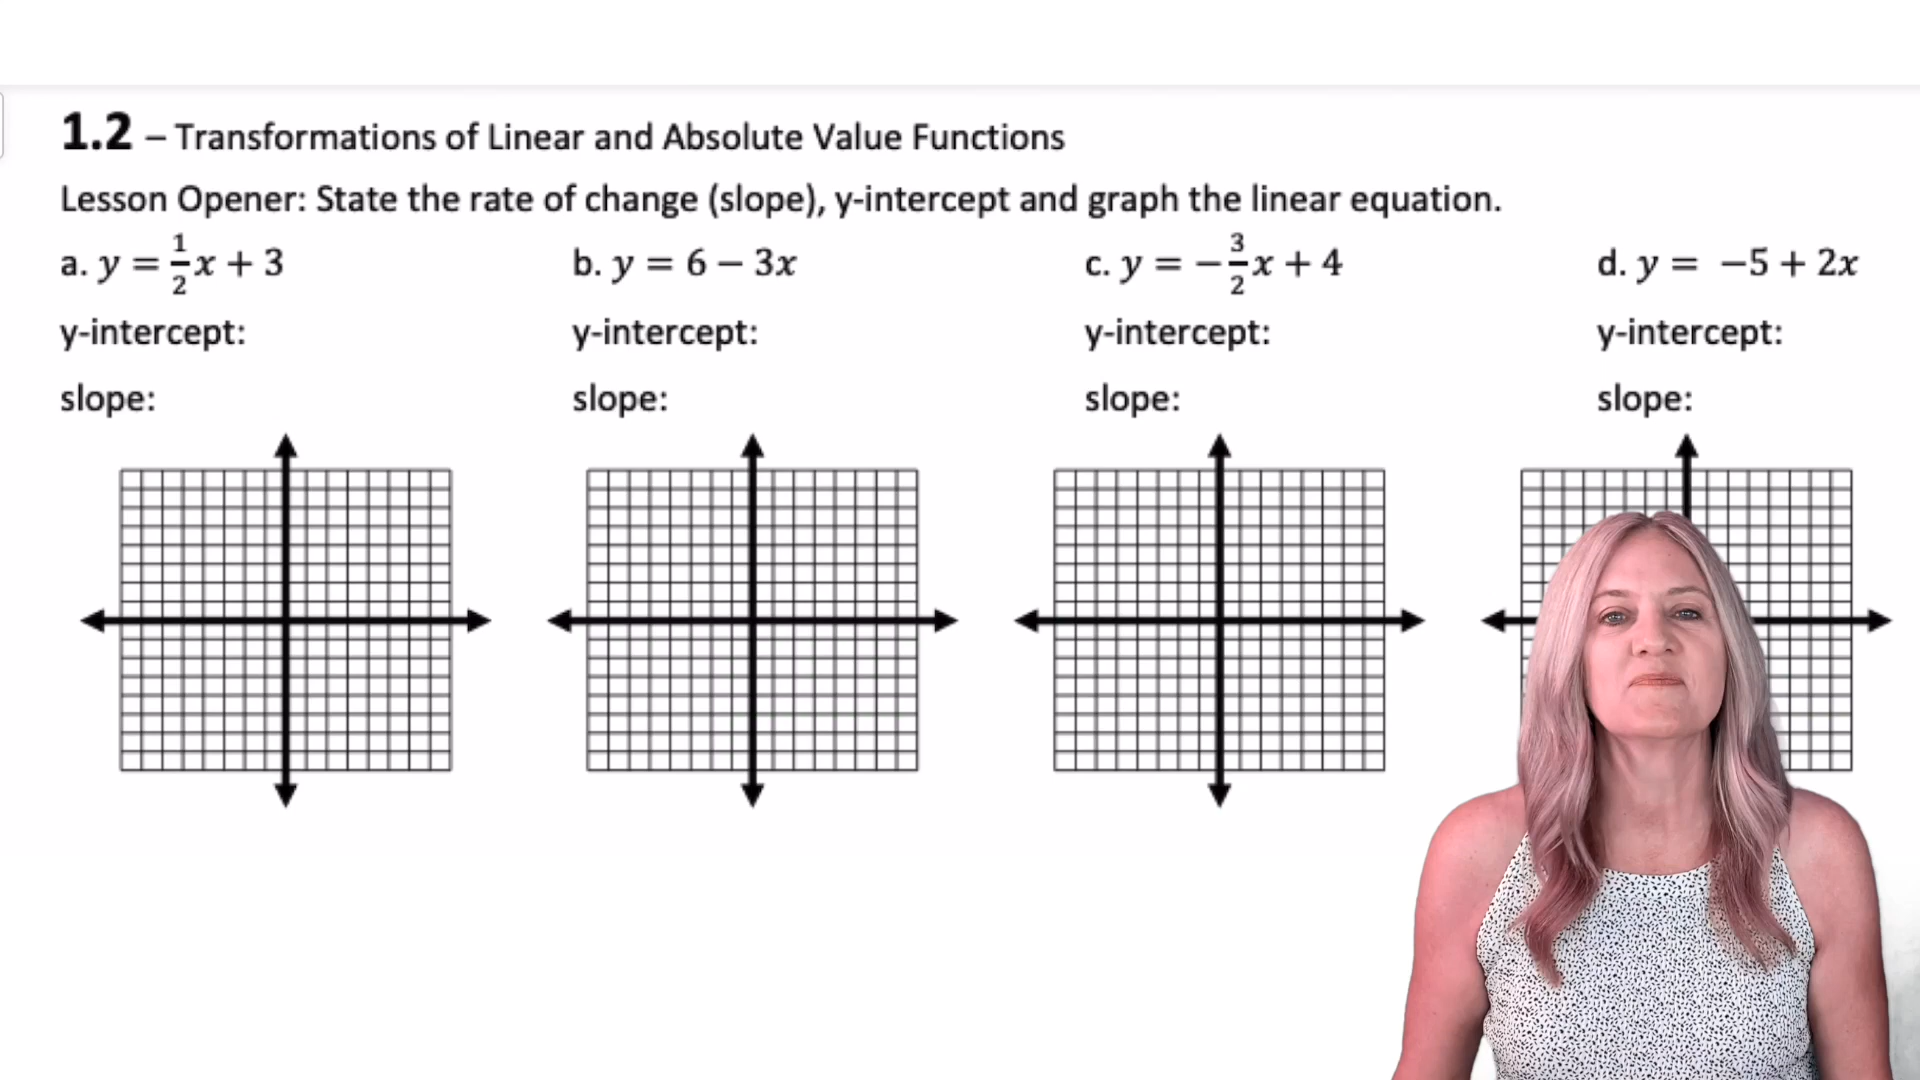 1.2 – Transformations of Linear and Absolute Value Functions
Lesson Opener: State the rate of change (slope), y-intercept and graph the linear equation.
a. y = 1/2 x + 3 b. y = 6 – 3x c. y = – 3/2 x + 4 d. y = –5 + 2x
y-intercept: y-intercept: y-intercept: y-intercept:
slope: slope: slope: slope: